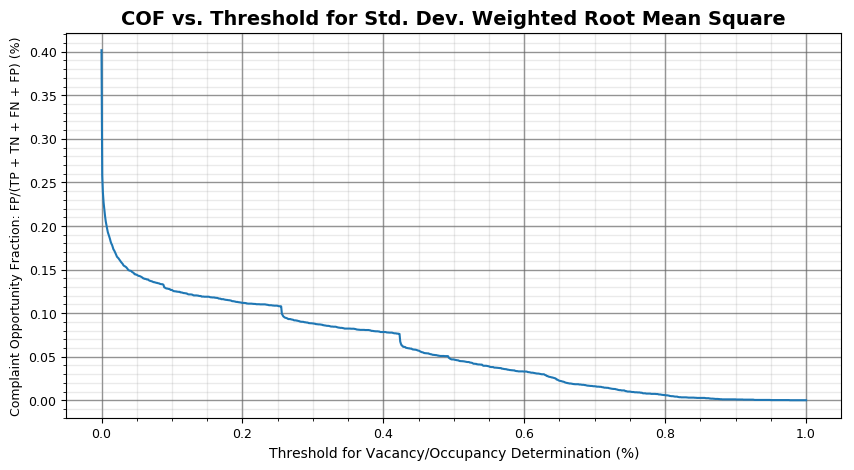 COF vs. Threshold for Std. Dev. Weighted Root Mean Square
Complaint Opportunity Fraction: FP/(TP + TN + FN + FP) (%)
0.40
0.35
0.30
0.25
0.20
0.15
0.10
0.05
0.00
0.0 0.2 0.4 0.6 0.8 1.0
Threshold for Vacancy/Occupancy Determination (%)